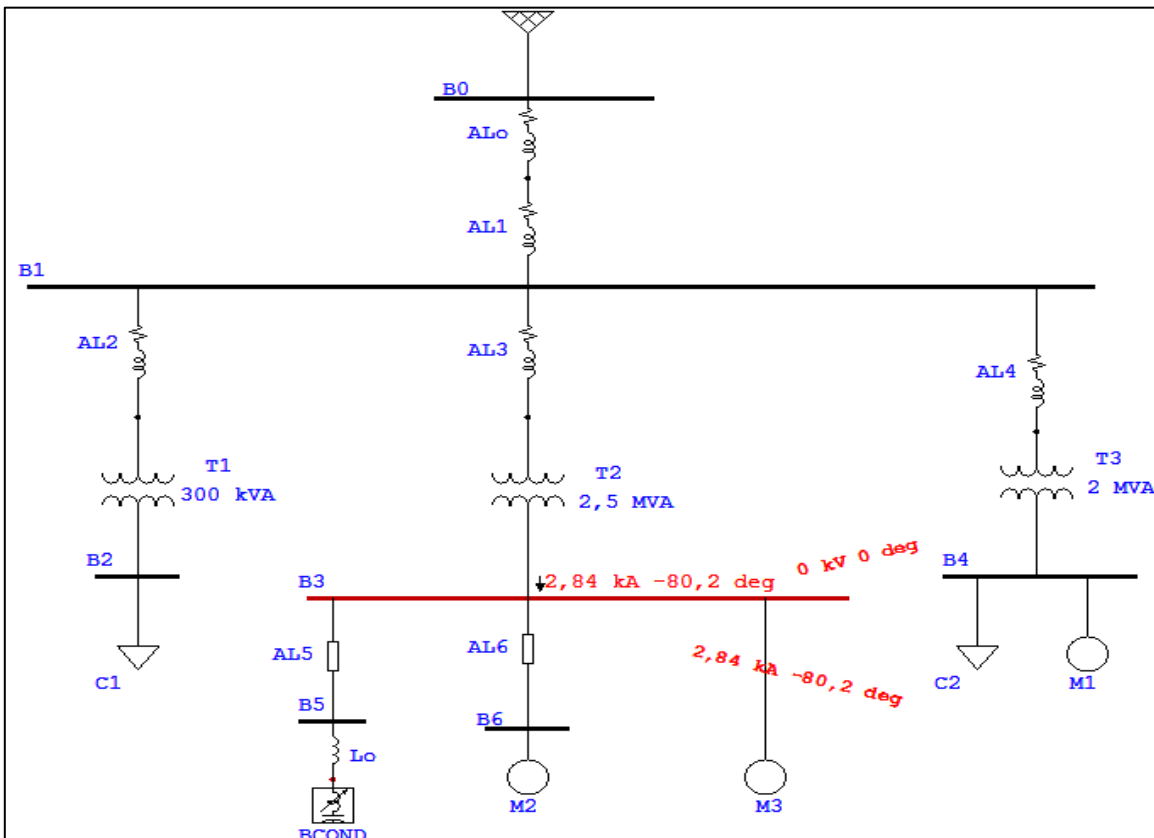 B0
ALo
AL1
B1
AL2
AL3
AL4
T1
300 kVA
T2
2,5 MVA
T3
2 MVA
B2
B3
2,84 kA -80,2 deg
0 kV 0 deg
B4
AL5
AL6
2,84 kA -80,2 deg
C1
C2
M1
B5
B6
Lo
M2
M3
BCOND